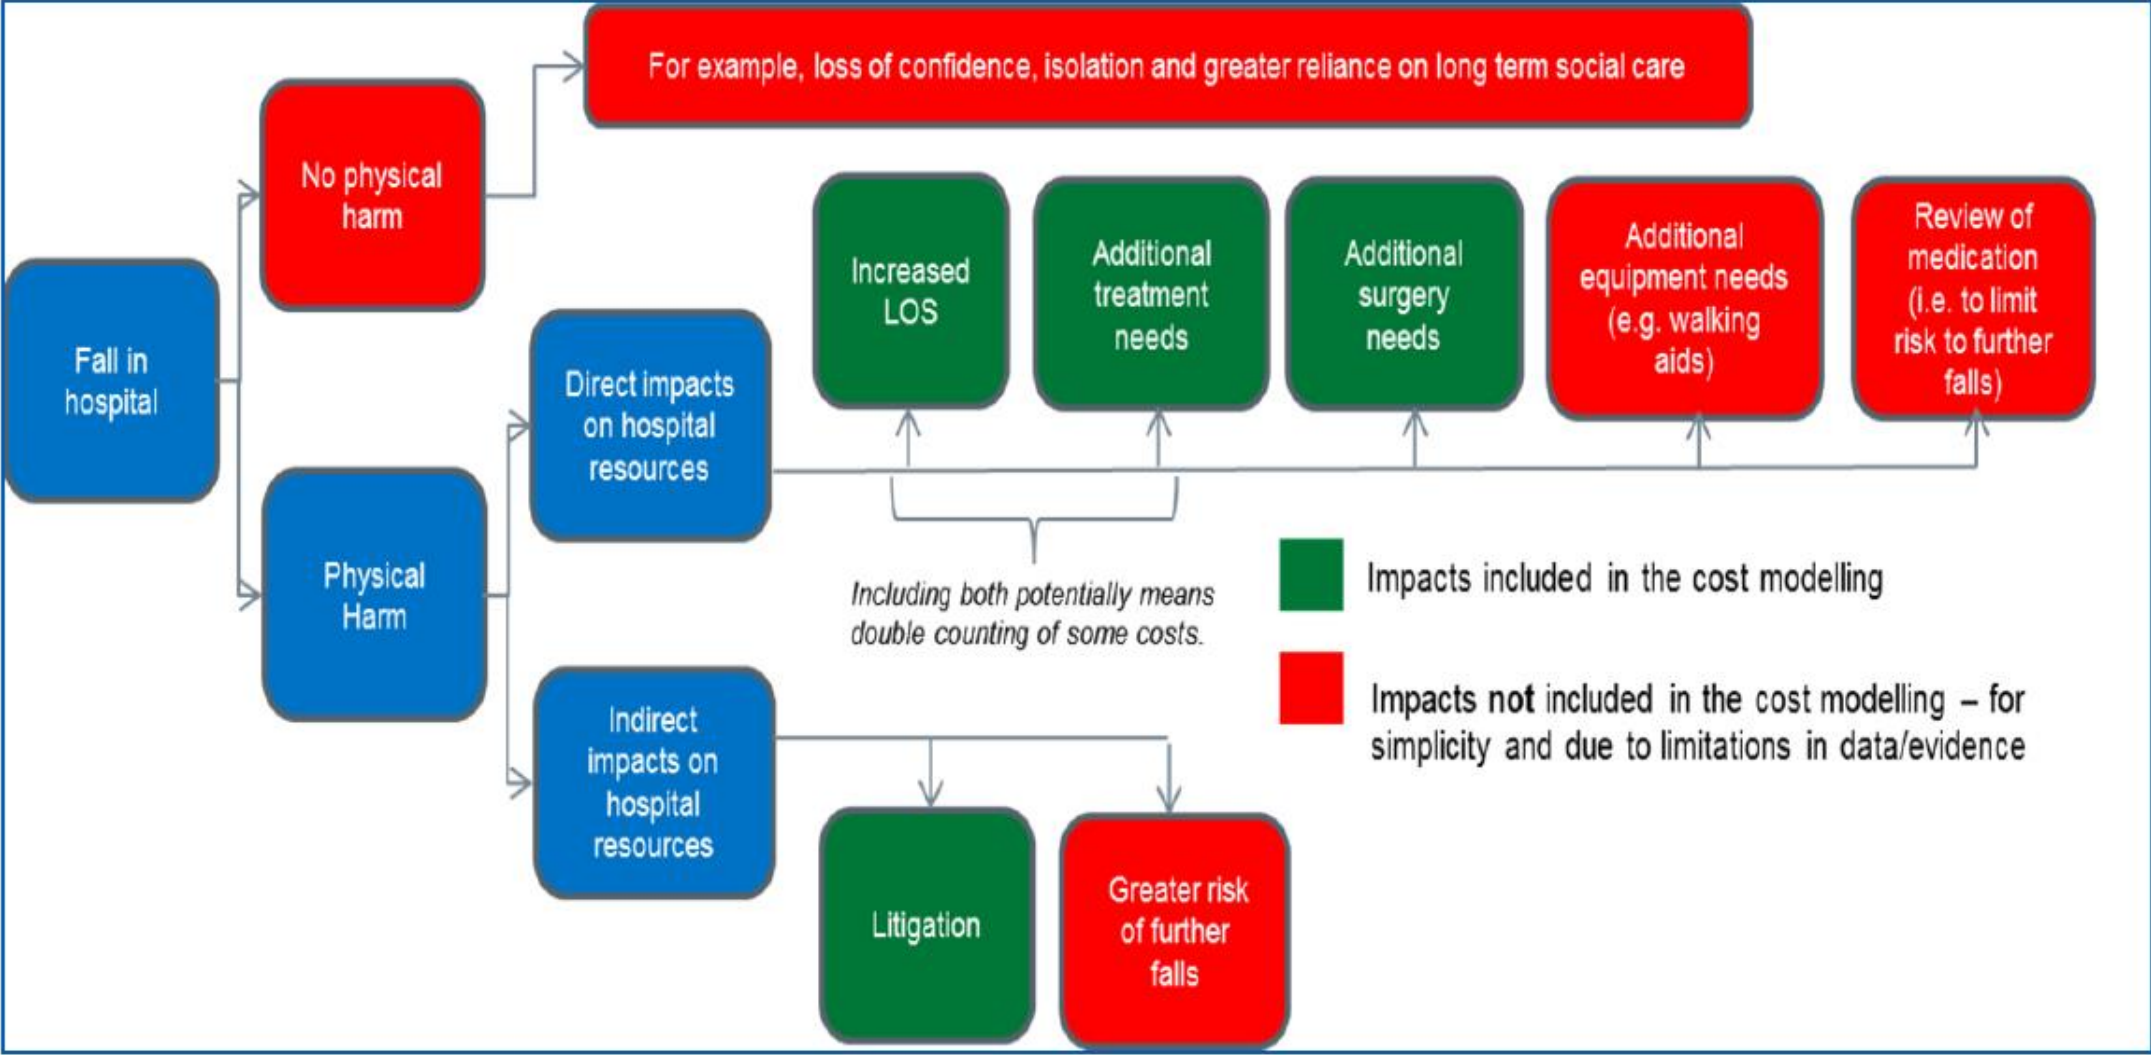 For example, loss of confidence, isolation and greater reliance on long term social care
No physical
harm
Fall in
hospital
Physical
Harm
Direct impacts
on hospital
resources
Increased
LOS
Additional
treatment
needs
Additional
surgery
needs
Additional
equipment needs
(e.g. walking
aids)
Review of
medication
(i.e. to limit
risk to further
falls)
Including both potentially means
double counting of some costs.
Impacts included in the cost modelling
Impacts not included in the cost modelling – for
simplicity and due to limitations in data/evidence
Indirect
impacts on
hospital
resources
Litigation
Greater risk
of further
falls